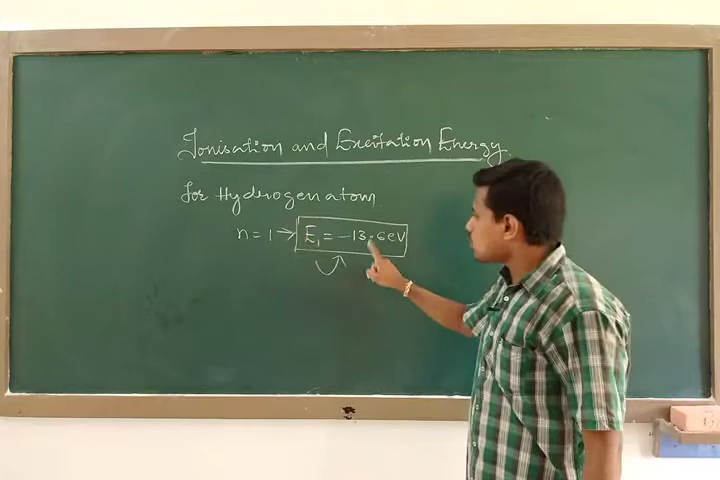 Ionisation and Excitation Energy
for Hydrogen atom
n = 1 → E₁ = -13.6eV